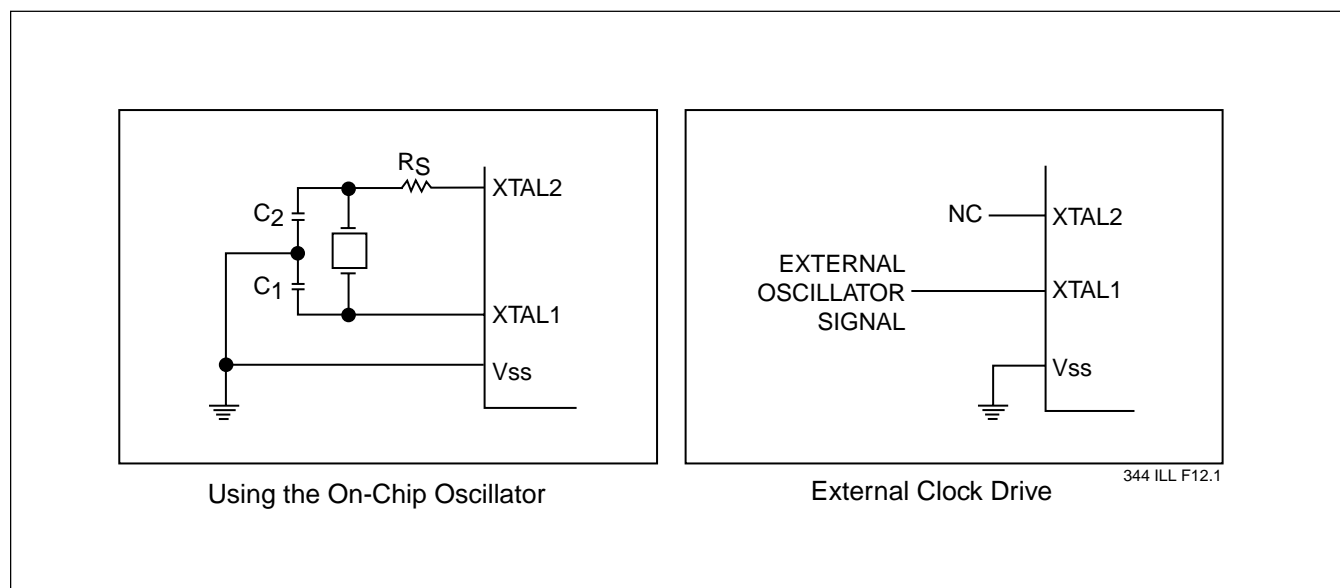 RS
XTAL2
C2
C1
XTAL1
Vss
Using the On-Chip Oscillator
NC
XTAL2
EXTERNAL
OSCILLATOR
SIGNAL
XTAL1
Vss
External Clock Drive
344 ILL F12.1